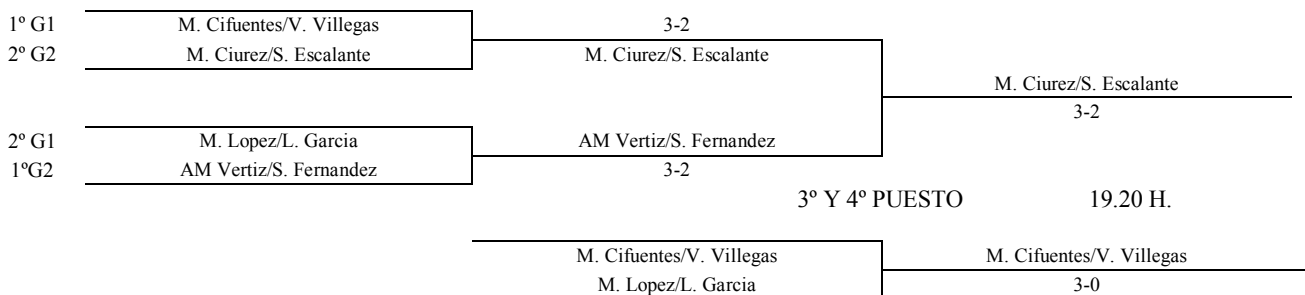 1º G1 M. Cifuentes/V. Villegas 3-2
2º G2 M. Ciurez/S. Escalante M. Ciurez/S. Escalante
M. Ciurez/S. Escalante
3-2
2º G1 M. Lopez/L. Garcia AM Vertiz/S. Fernandez
1ºG2 AM Vertiz/S. Fernandez 3-2
3º Y 4º PUESTO 19.20 H.
M. Cifuentes/V. Villegas M. Cifuentes/V. Villegas
M. Lopez/L. Garcia 3-0